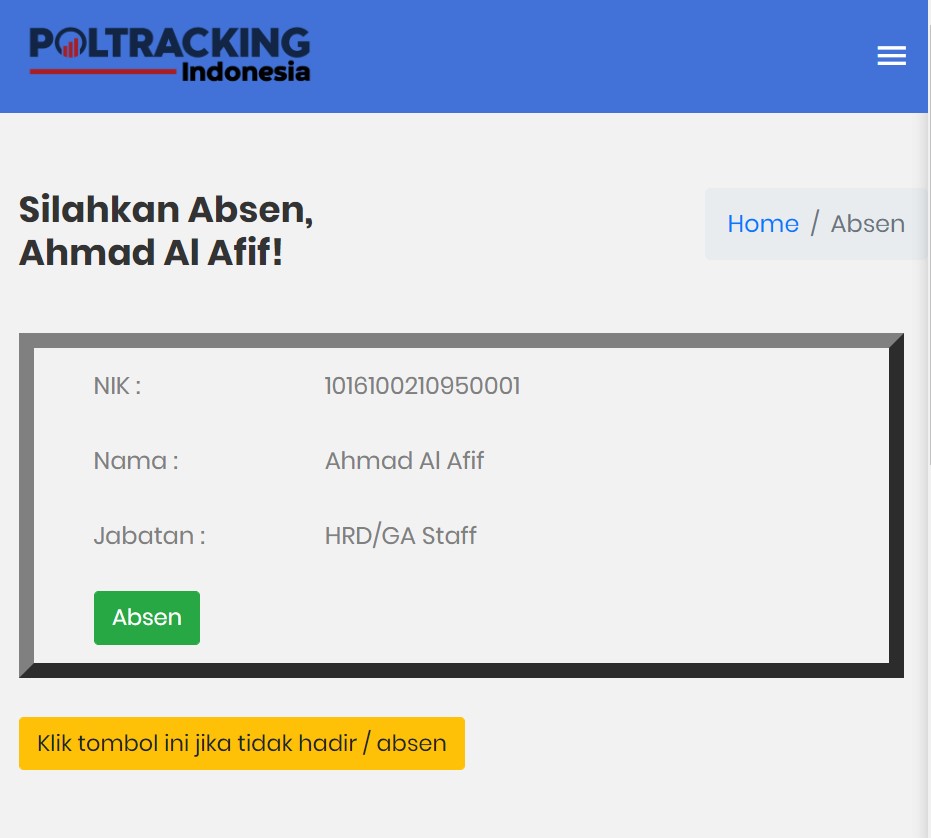 POLTRACKING
Indonesia
Silahkan Absen,
Ahmad Al Afif!
Home / Absen
NIK : 1016100210950001
Nama : Ahmad Al Afif
Jabatan : HRD/GA Staff
Absen
Klik tombol ini jika tidak hadir / absen